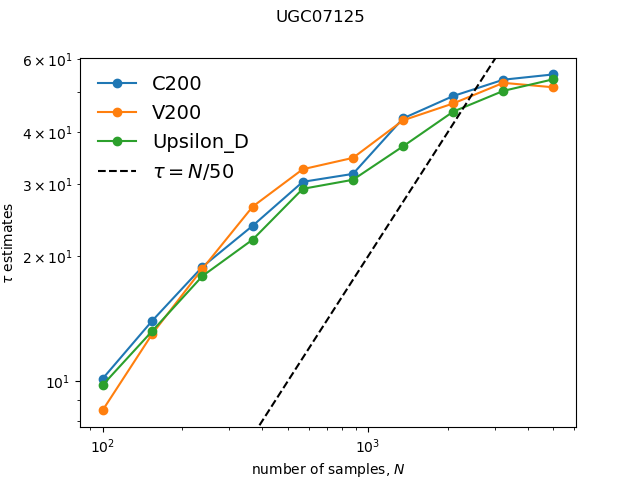 UGC07125
6 × 10¹
4 × 10¹
3 × 10¹
2 × 10¹
10¹
τ estimates
C200
V200
Upsilon_D
τ = N/50
10²
10³
number of samples, N